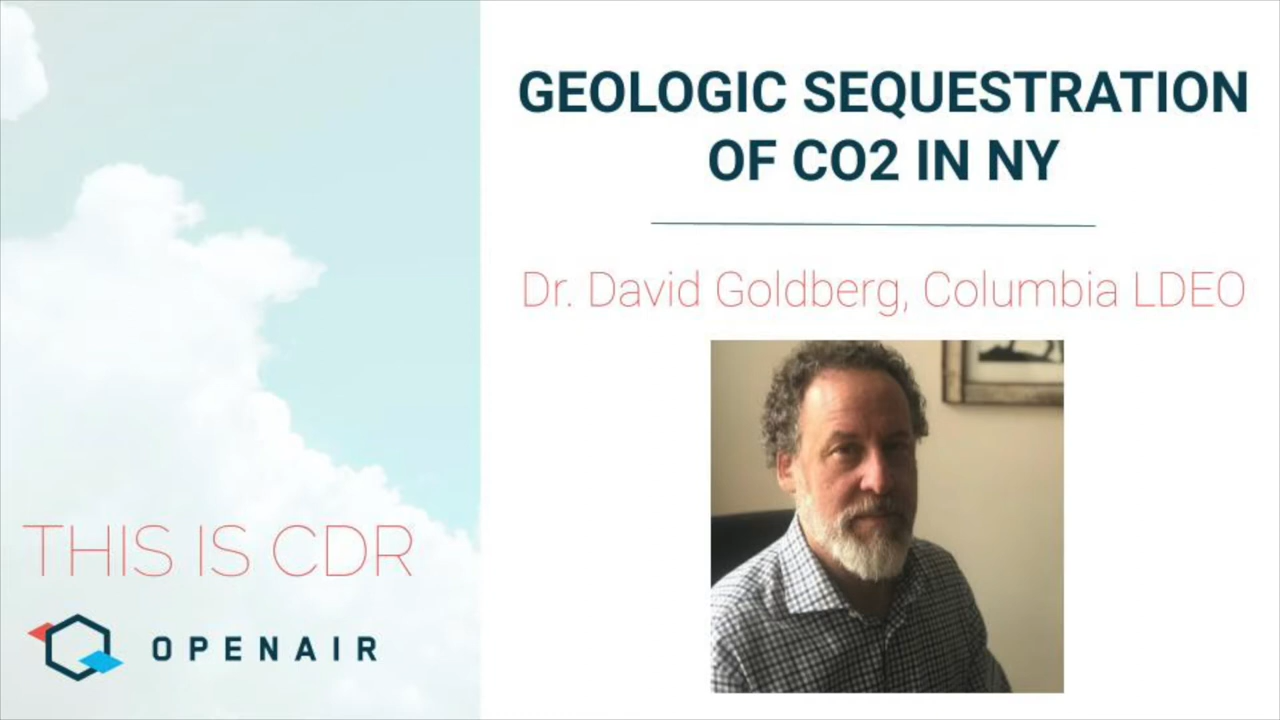 GEOLOGIC SEQUESTRATION
OF CO2 IN NY
Dr. David Goldberg, Columbia LDEO
THIS IS CDR
OPENAIR